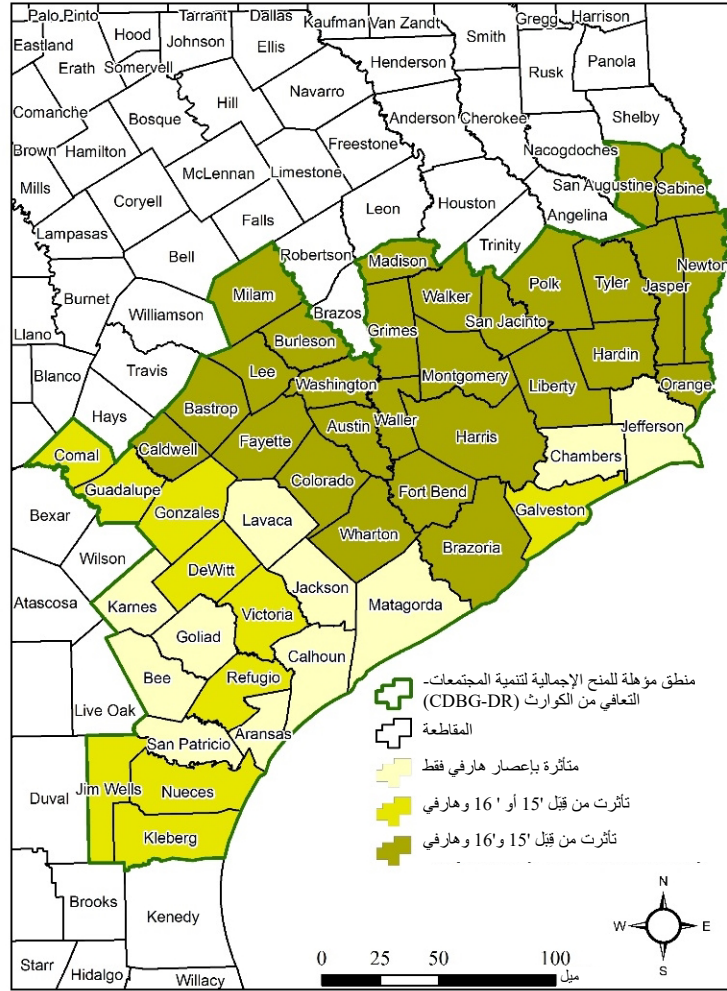 Palo Pinto
Tarrant
Dallas
Kaufman
Van Zandt
Gregg
Harrison
Hood
Johnson
Ellis
Smith
Eastland
Erath
Somervell
Henderson
Rusk
Panola
Navarro
Hill
Comanche
Bosque
Anderson
Cherokee
Shelby
Freestone
Nacogdoches
Brown
Hamilton
McLennan
Limestone
San Augustine
Sabine
Mills
Coryell
Leon
Houston
Angelina
Falls
Lampasas
Bell
Robertson
Trinity
Madison
Milam
Polk
Tyler
Jasper
Newton
Burnet
Williamson
Brazos
Walker
Grimes
San Jacinto
Burleson
Llano
Lee
Hardin
Travis
Blanco
Washington
Montgomery
Liberty
Orange
Bastrop
Hays
Waller
Austin
Jefferson
Caldwell
Fayette
Harris
Comal
Chambers
Guadalupe
Colorado
Fort Bend
Gonzales
Lavaca
Galveston
Bexar
Wharton
Brazoria
Wilson
DeWitt
Jackson
Atascosa
Karnes
Victoria
Matagorda
Goliad
Calhoun
Bee
Refugio
Live Oak
Aransas
San Patricio
Duval
Jim Wells
Nueces
Kleberg
Brooks
Kenedy
Starr
Hidalgo
Willacy
منطق مؤهلة للمنح الإجمالية لتنمية المجتمعات-
التعافي من الكوارث (CDBG-DR)
المقاطعة
متأثرة بإعصار هارفي فقط
تأثرت من قِبَل '15 أو ' 16 وهارفي
تأثرت من قِبَل '15 و'16 وهارفي
N
W
E
S
0 25 50 100
ميل